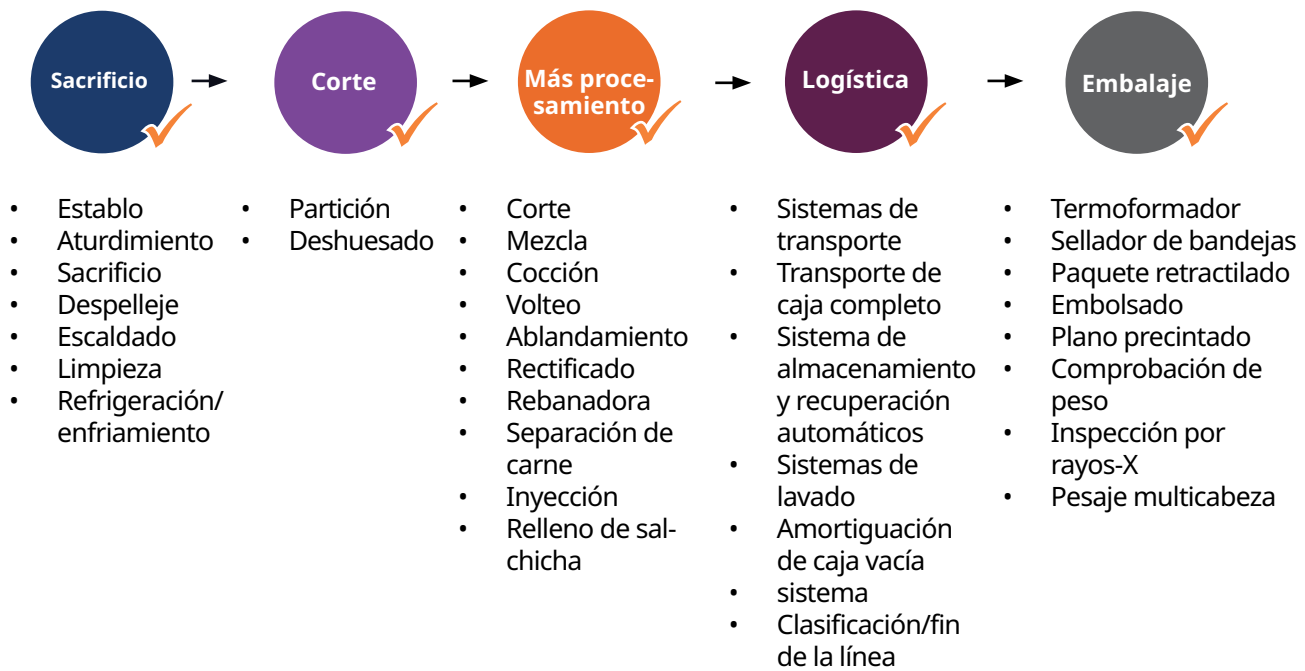 Sacrificio
Corte
Más proce-
samiento
Logística
Embalaje
• Establo
• Aturdimiento
• Sacrificio
• Despelleje
• Escaldado
• Limpieza
• Refrigeración/
enfriamiento
• Partición
• Deshuesado
• Corte
• Mezcla
• Cocción
• Volteo
• Ablandamiento
• Rectificado
• Rebanadora
• Separación de
carne
• Inyección
• Relleno de sal-
chicha
• Sistemas de
transporte
• Transporte de
caja completo
• Sistema de
almacenamiento
y recuperación
automáticos
• Sistemas de
lavado
• Amortiguación
de caja vacía
• sistema
• Clasificación/fin
de la línea
• Termoformador
• Sellador de bandejas
• Paquete retractilado
• Embolsado
• Plano precintado
• Comprobación de
peso
• Inspección por
rayos-X
• Pesaje multicabeza